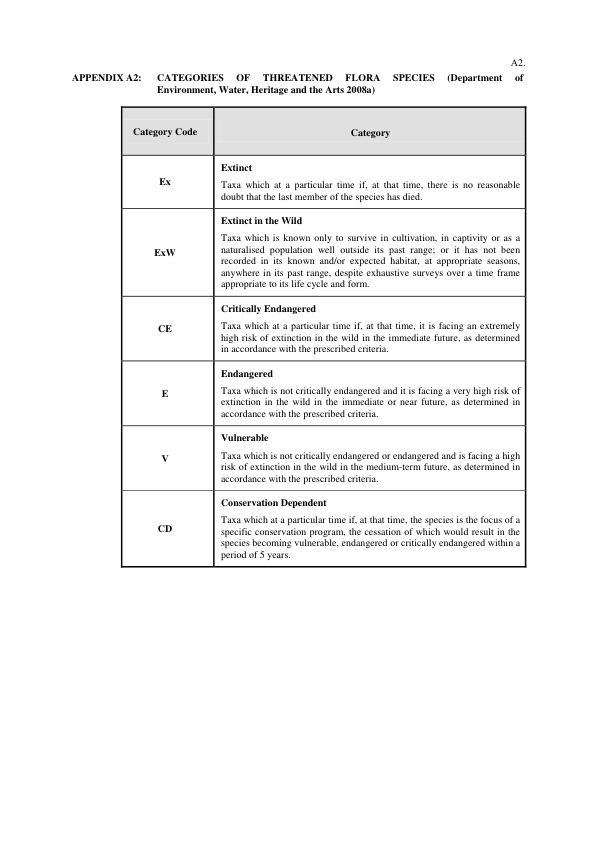 A2.
APPENDIX A2: CATEGORIES OF THREATENED FLORA SPECIES (Department of
Environment, Water, Heritage and the Arts 2008a)
Category Code
Category
Ex
Extinct
Taxa which at a particular time if, at that time, there is no reasonable
doubt that the last member of the species has died.
ExW
Extinct in the Wild
Taxa which is known only to survive in cultivation, in captivity or as a
naturalised population well outside its past range; or it has not been
recorded in its known and/or expected habitat, at appropriate seasons,
anywhere in its past range, despite exhaustive surveys over a time frame
appropriate to its life cycle and form.
CE
Critically Endangered
Taxa which at a particular time if, at that time, it is facing an extremely
high risk of extinction in the wild in the immediate future, as determined
in accordance with the prescribed criteria.
E
Endangered
Taxa which is not critically endangered and it is facing a very high risk of
extinction in the wild in the immediate or near future, as determined in
accordance with the prescribed criteria.
V
Vulnerable
Taxa which is not critically endangered or endangered and is facing a high
risk of extinction in the wild in the medium-term future, as determined in
accordance with the prescribed criteria.
CD
Conservation Dependent
Taxa which at a particular time if, at that time, the species is the focus of a
specific conservation program, the cessation of which would result in the
species becoming vulnerable, endangered or critically endangered within a
period of 5 years.